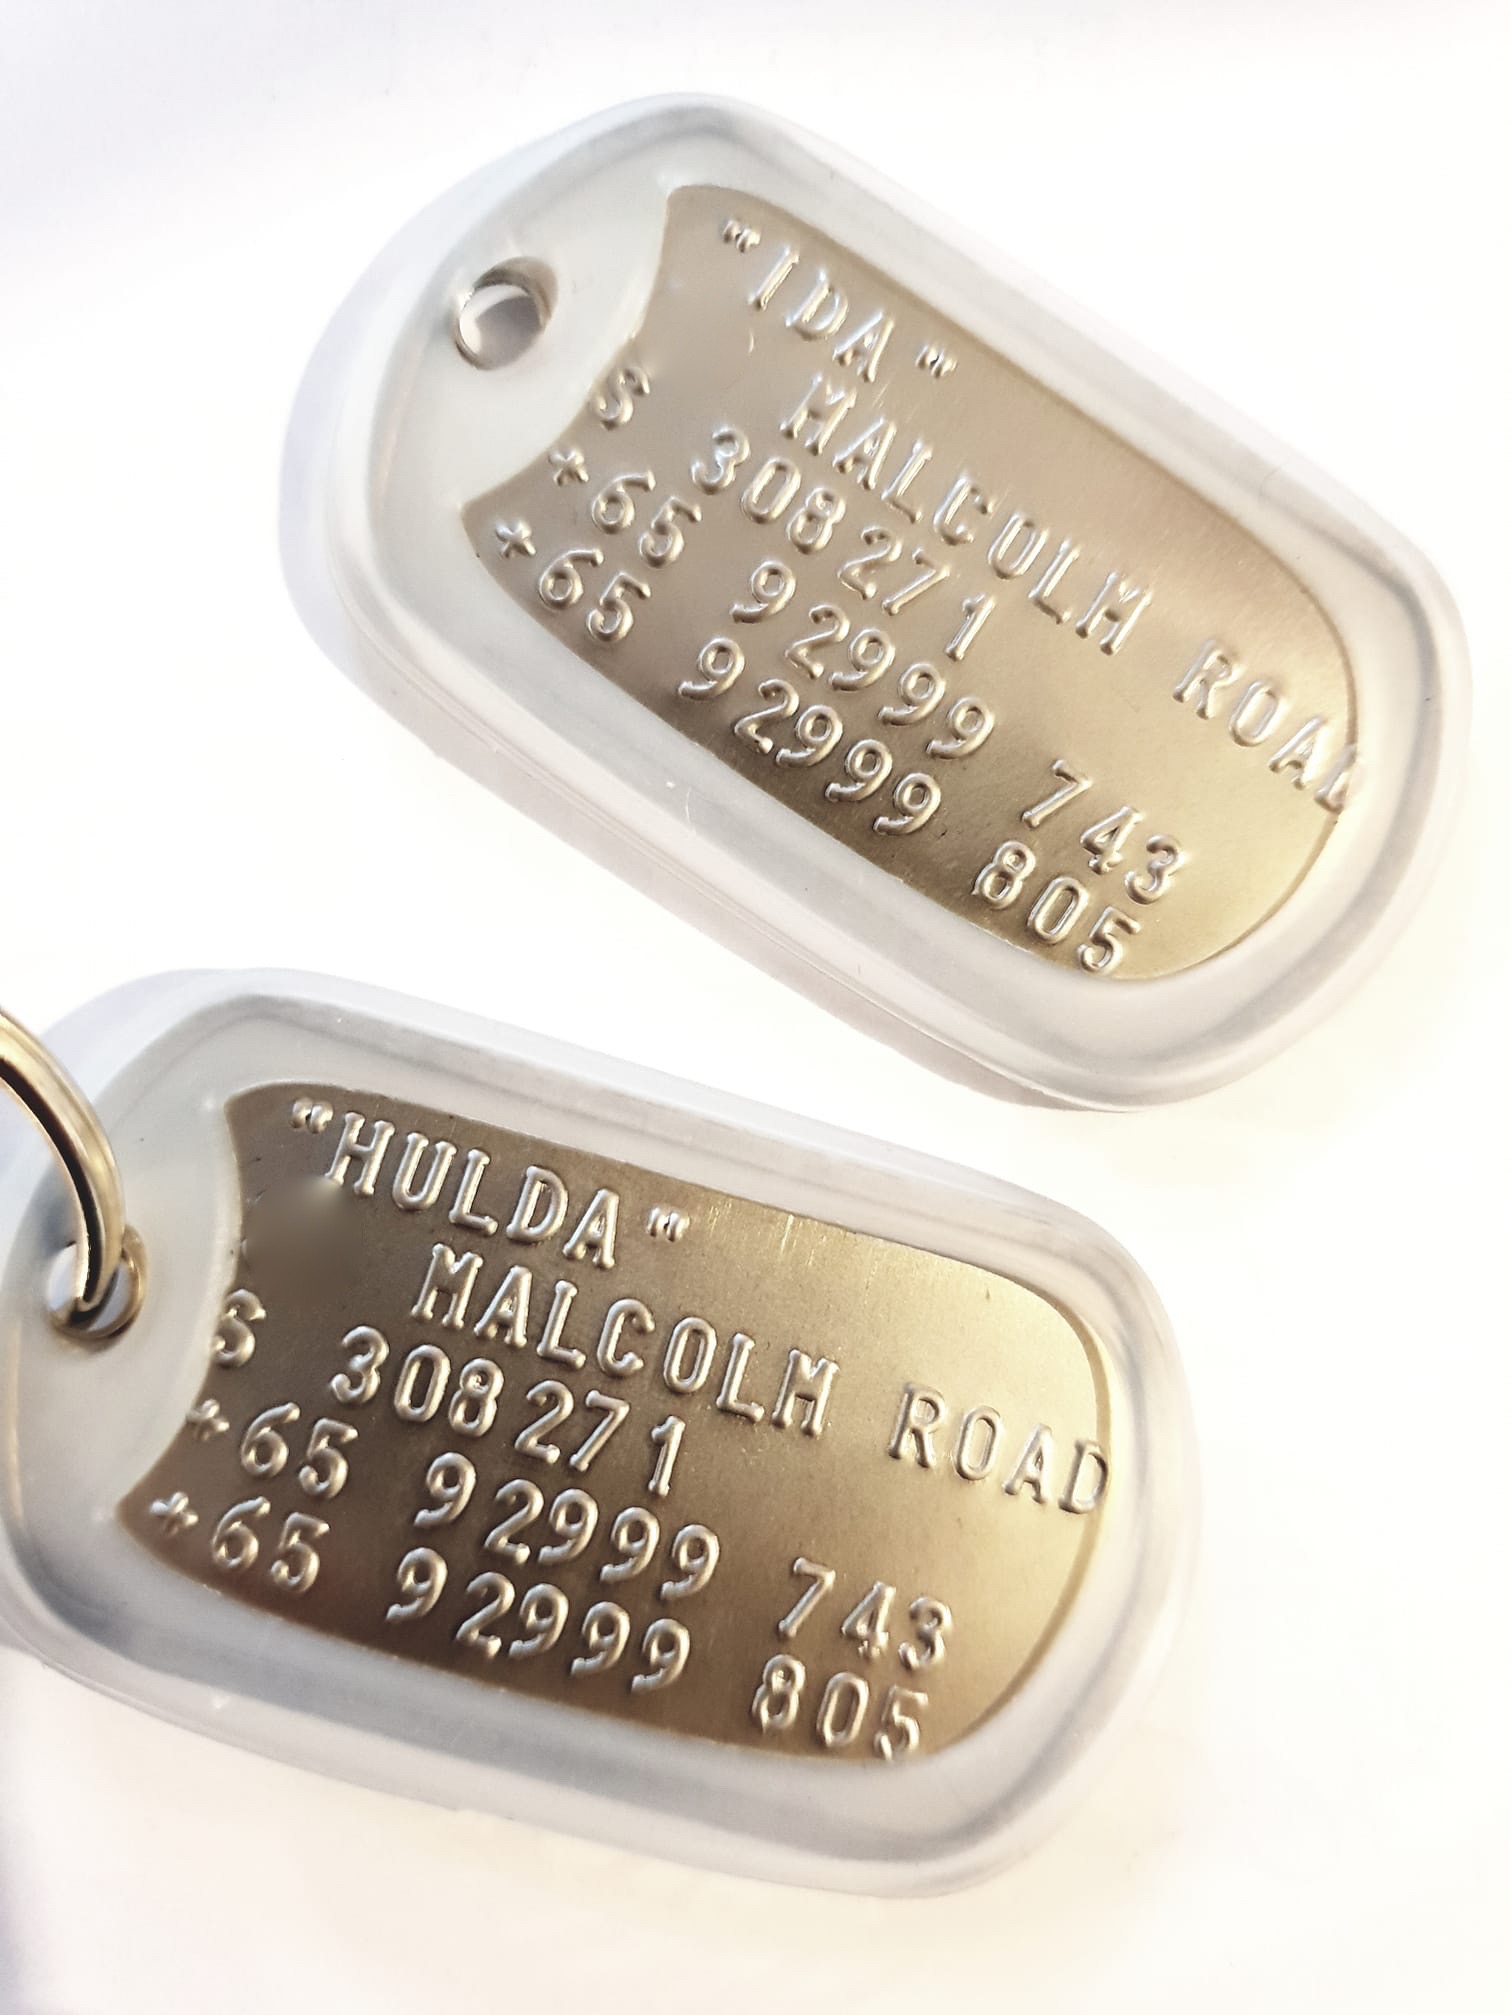 "IDA"
MALCOLM ROAD
S 308271
+65 92999 743
+65 92999 805
"HULDA"
MALCOLM ROAD
S 308271
+65 92999 743
+65 92999 805